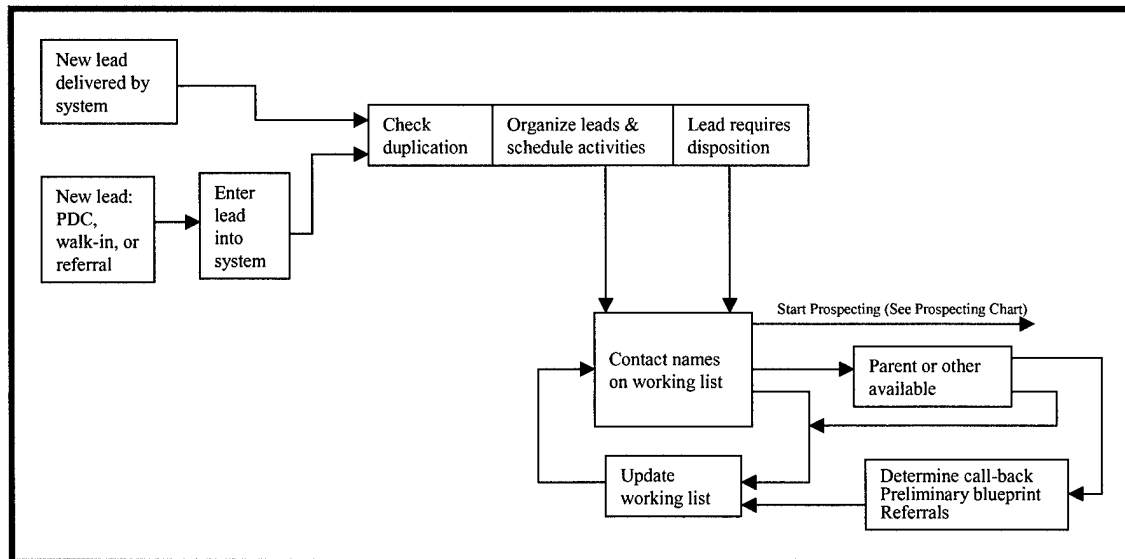 New lead
delivered by
system
New lead:
PDC,
walk-in, or
referral
Enter
lead
into
system
Check
duplication
Organize leads &
schedule activities
Lead requires
disposition
Start Prospecting (See Prospecting Chart)
Contact names
on working list
Parent or other
available
Update
working list
Determine call-back
Preliminary blueprint
Referrals